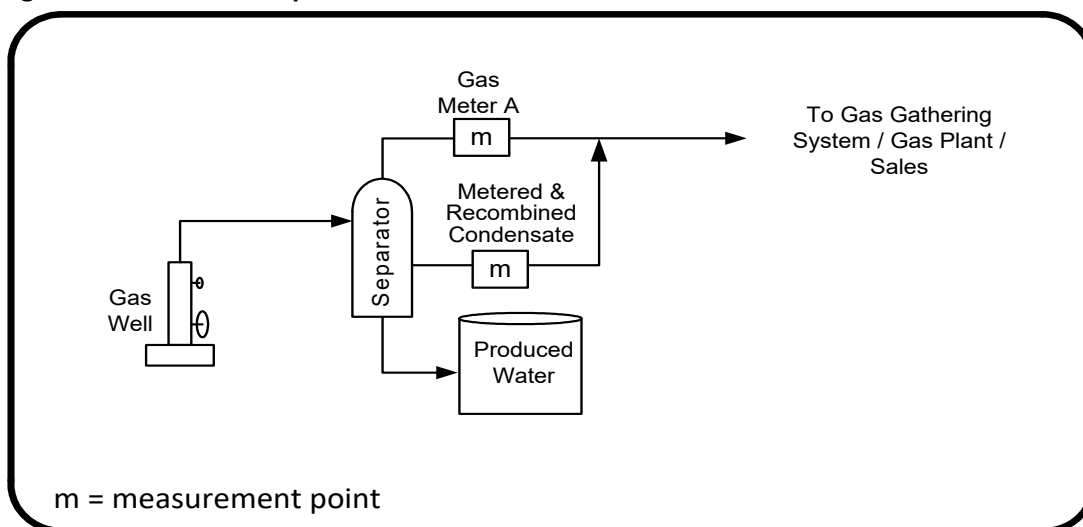 Gas
Meter A
m
To Gas Gathering
System / Gas Plant /
Sales
Metered &
Recombined
Condensate
m
Separator
Gas
Well
Produced
Water
m = measurement point